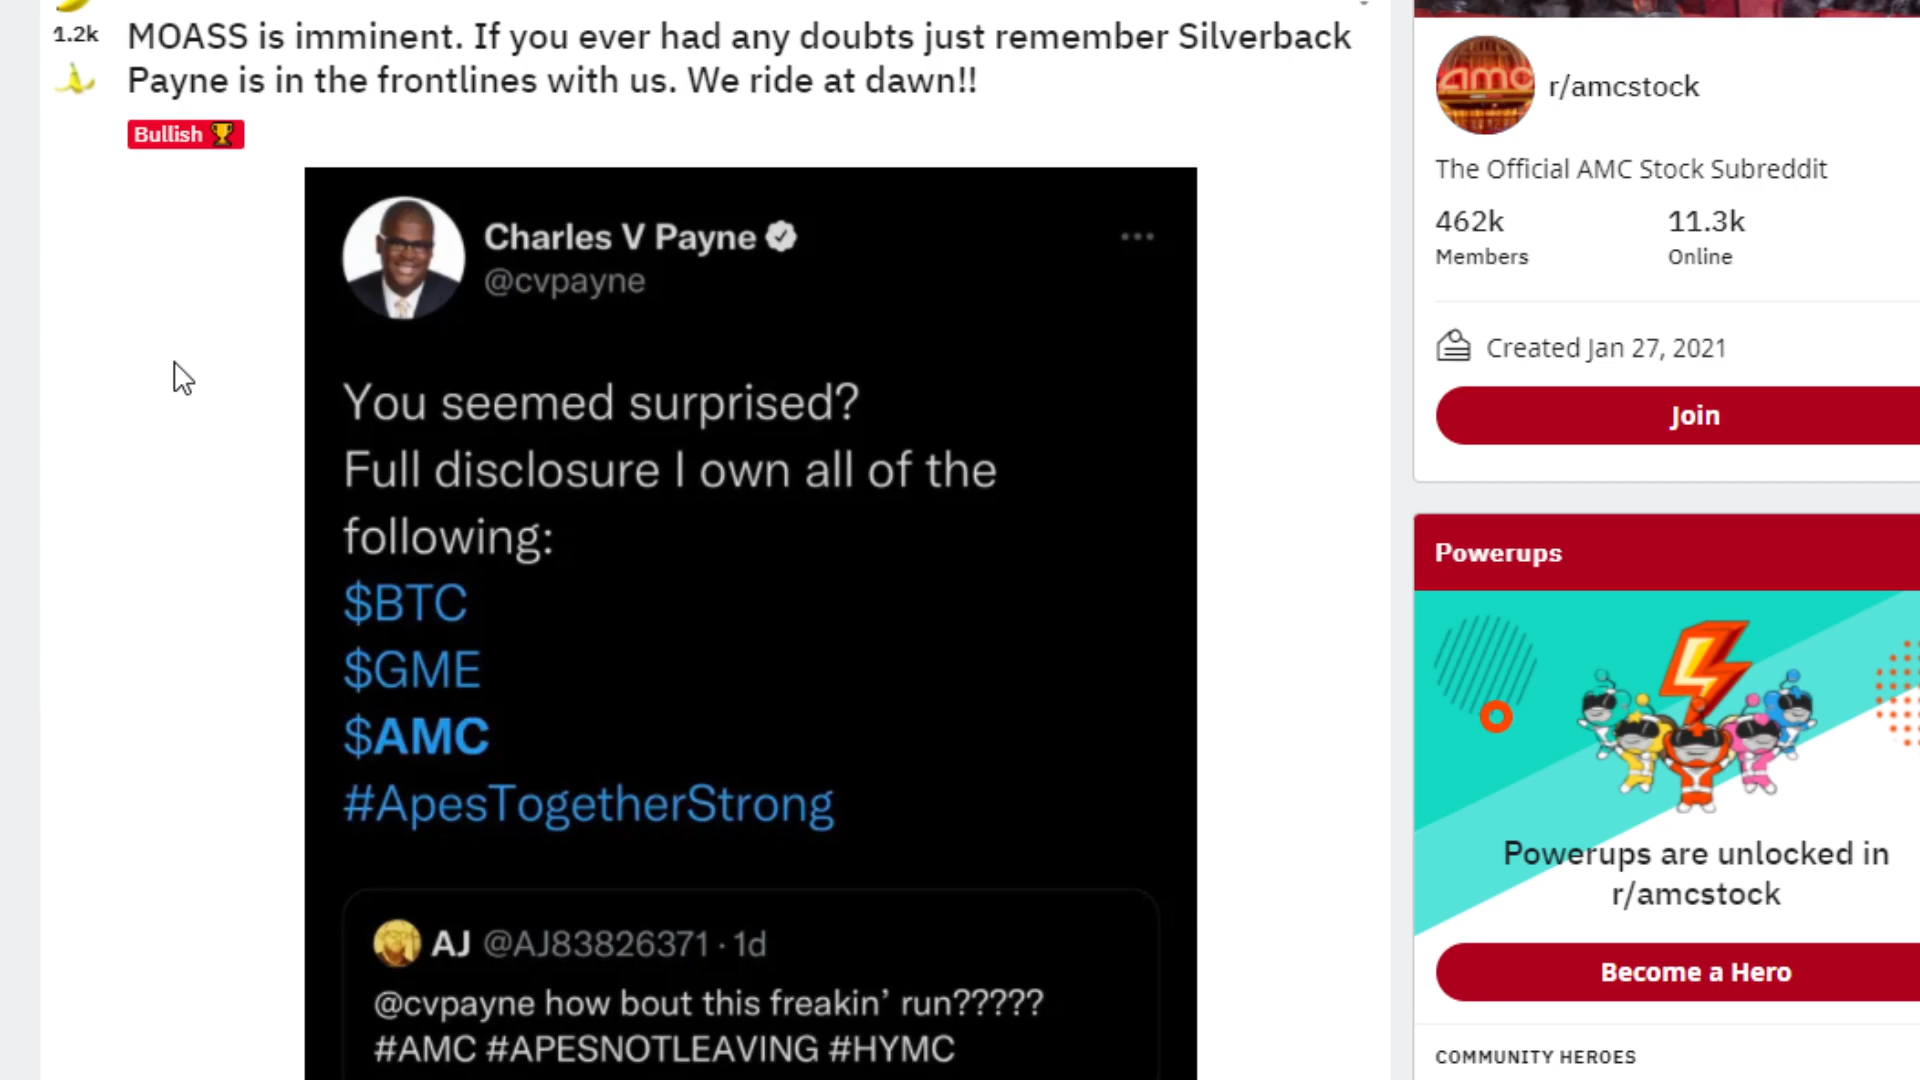 1.2k
MOASS is imminent. If you ever had any doubts just remember Silverback
Payne is in the frontlines with us. We ride at dawn!!
Bullish 🏆
Charles V Payne
@cvpayne
You seemed surprised?
Full disclosure I own all of the
following:
$BTC
$GME
$AMC
#ApesTogetherStrong
AJ @AJ83826371 · 1d
@cvpayne how bout this freakin’ run?????
#AMC #APESNOTLEAVING #HYMC
amc
r/amcstock
The Official AMC Stock Subreddit
462k 11.3k
Members Online
Created Jan 27, 2021
Join
Powerups
Powerups are unlocked in
r/amcstock
Become a Hero
COMMUNITY HEROES